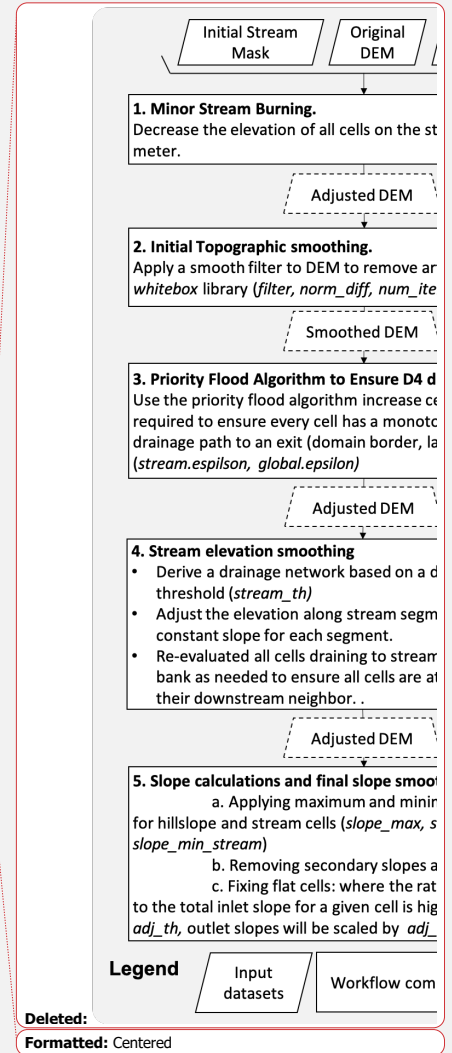 Initial Stream Mask
Original DEM
1. Minor Stream Burning.
Decrease the elevation of all cells on the st
meter.
Adjusted DEM
2. Initial Topographic smoothing.
Apply a smooth filter to DEM to remove ar
whitebox library (filter, norm_diff, num_ite
Smoothed DEM
3. Priority Flood Algorithm to Ensure D4 d
Use the priority flood algorithm increase ce
required to ensure every cell has a monoto
drainage path to an exit (domain border, la
(stream.espilson, global.epsilon)
Adjusted DEM
4. Stream elevation smoothing
• Derive a drainage network based on a d
threshold (stream_th)
• Adjust the elevation along stream segm
constant slope for each segment.
• Re-evaluated all cells draining to stream
bank as needed to ensure all cells are at
their downstream neighbor. .
Adjusted DEM
5. Slope calculations and final slope smoot
a. Applying maximum and minin
for hillslope and stream cells (slope_max, s
slope_min_stream)
b. Removing secondary slopes a
c. Fixing flat cells: where the rat
to the total inlet slope for a given cell is hig
adj_th, outlet slopes will be scaled by adj_
Legend
Input datasets
Workflow com
Deleted:
Formatted: Centered